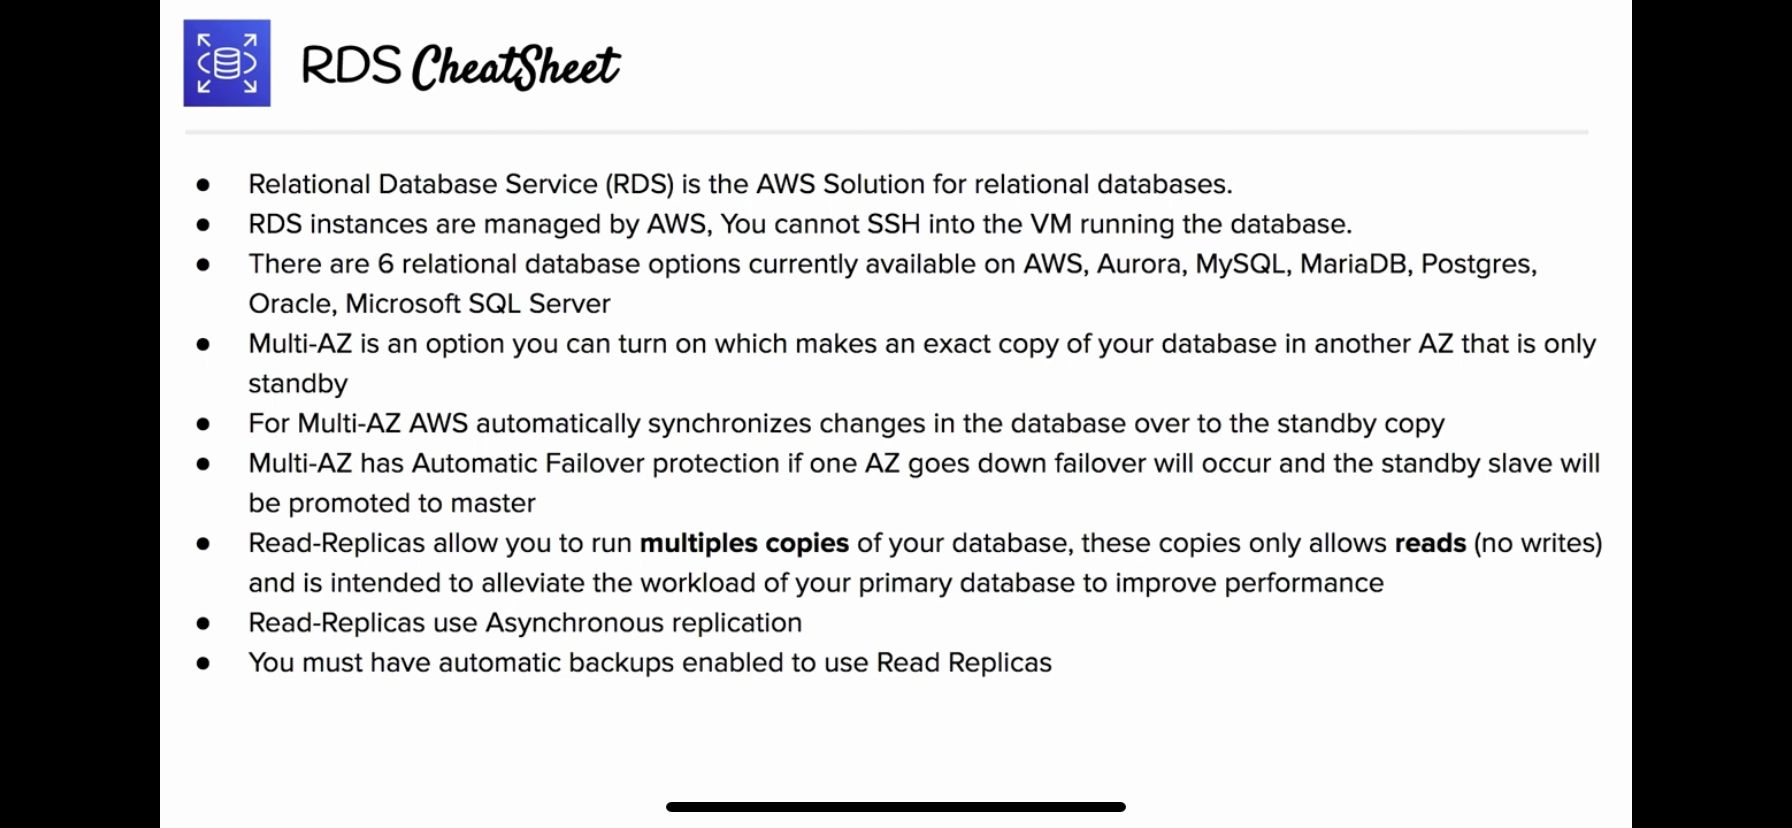 RDS CheatSheet
● Relational Database Service (RDS) is the AWS Solution for relational databases.
● RDS instances are managed by AWS, You cannot SSH into the VM running the database.
● There are 6 relational database options currently available on AWS, Aurora, MySQL, MariaDB, Postgres,
Oracle, Microsoft SQL Server
● Multi-AZ is an option you can turn on which makes an exact copy of your database in another AZ that is only
standby
● For Multi-AZ AWS automatically synchronizes changes in the database over to the standby copy
● Multi-AZ has Automatic Failover protection if one AZ goes down failover will occur and the standby slave will
be promoted to master
● Read-Replicas allow you to run multiples copies of your database, these copies only allows reads (no writes)
and is intended to alleviate the workload of your primary database to improve performance
● Read-Replicas use Asynchronous replication
● You must have automatic backups enabled to use Read Replicas